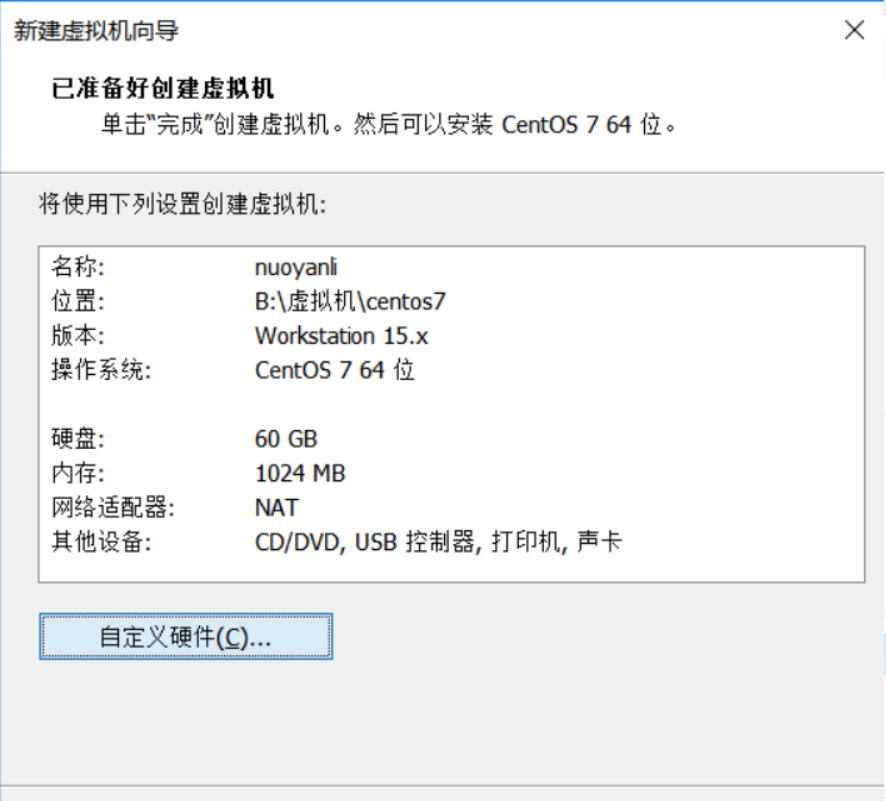 新建虚拟机向导
已准备好创建虚拟机
单击“完成”创建虚拟机。然后可以安装 CentOS 7 64 位。
将使用下列设置创建虚拟机:
名称: nuoyanli
位置: B:\虚拟机\centos7
版本: Workstation 15.x
操作系统: CentOS 7 64 位
硬盘: 60 GB
内存: 1024 MB
网络适配器: NAT
其他设备: CD/DVD, USB 控制器, 打印机, 声卡
自定义硬件(C)...